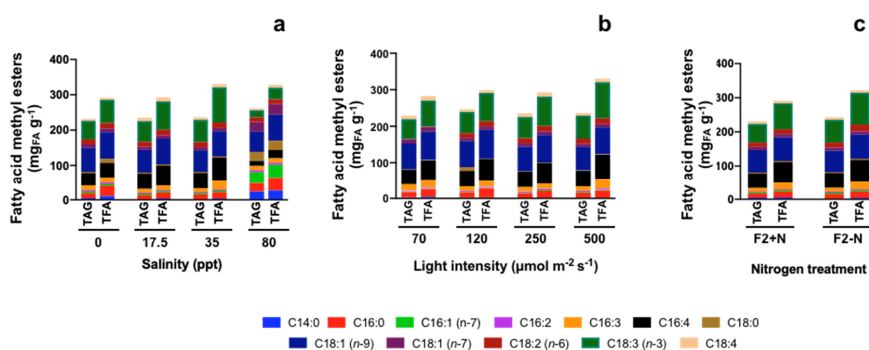 a
b
c
Fatty acid methyl esters
(mgFA g-1)
400
300
200
100
0
TAG TFA TAG TFA TAG TFA TAG TFA
0 17.5 35 80
Salinity (ppt)
Fatty acid methyl esters
(mgFA g-1)
400
300
200
100
0
TAG TFA TAG TFA TAG TFA TAG TFA
70 120 250 500
Light intensity (µmol m-2 s-1)
Fatty acid methyl esters
(mgFA g-1)
400
300
200
100
0
TAG TFA TAG TFA
F2+N F2-N
Nitrogen treatment
C14:0 C16:0 C16:1 (n-7) C16:2 C16:3 C16:4 C18:0
C18:1 (n-9) C18:1 (n-7) C18:2 (n-6) C18:3 (n-3) C18:4